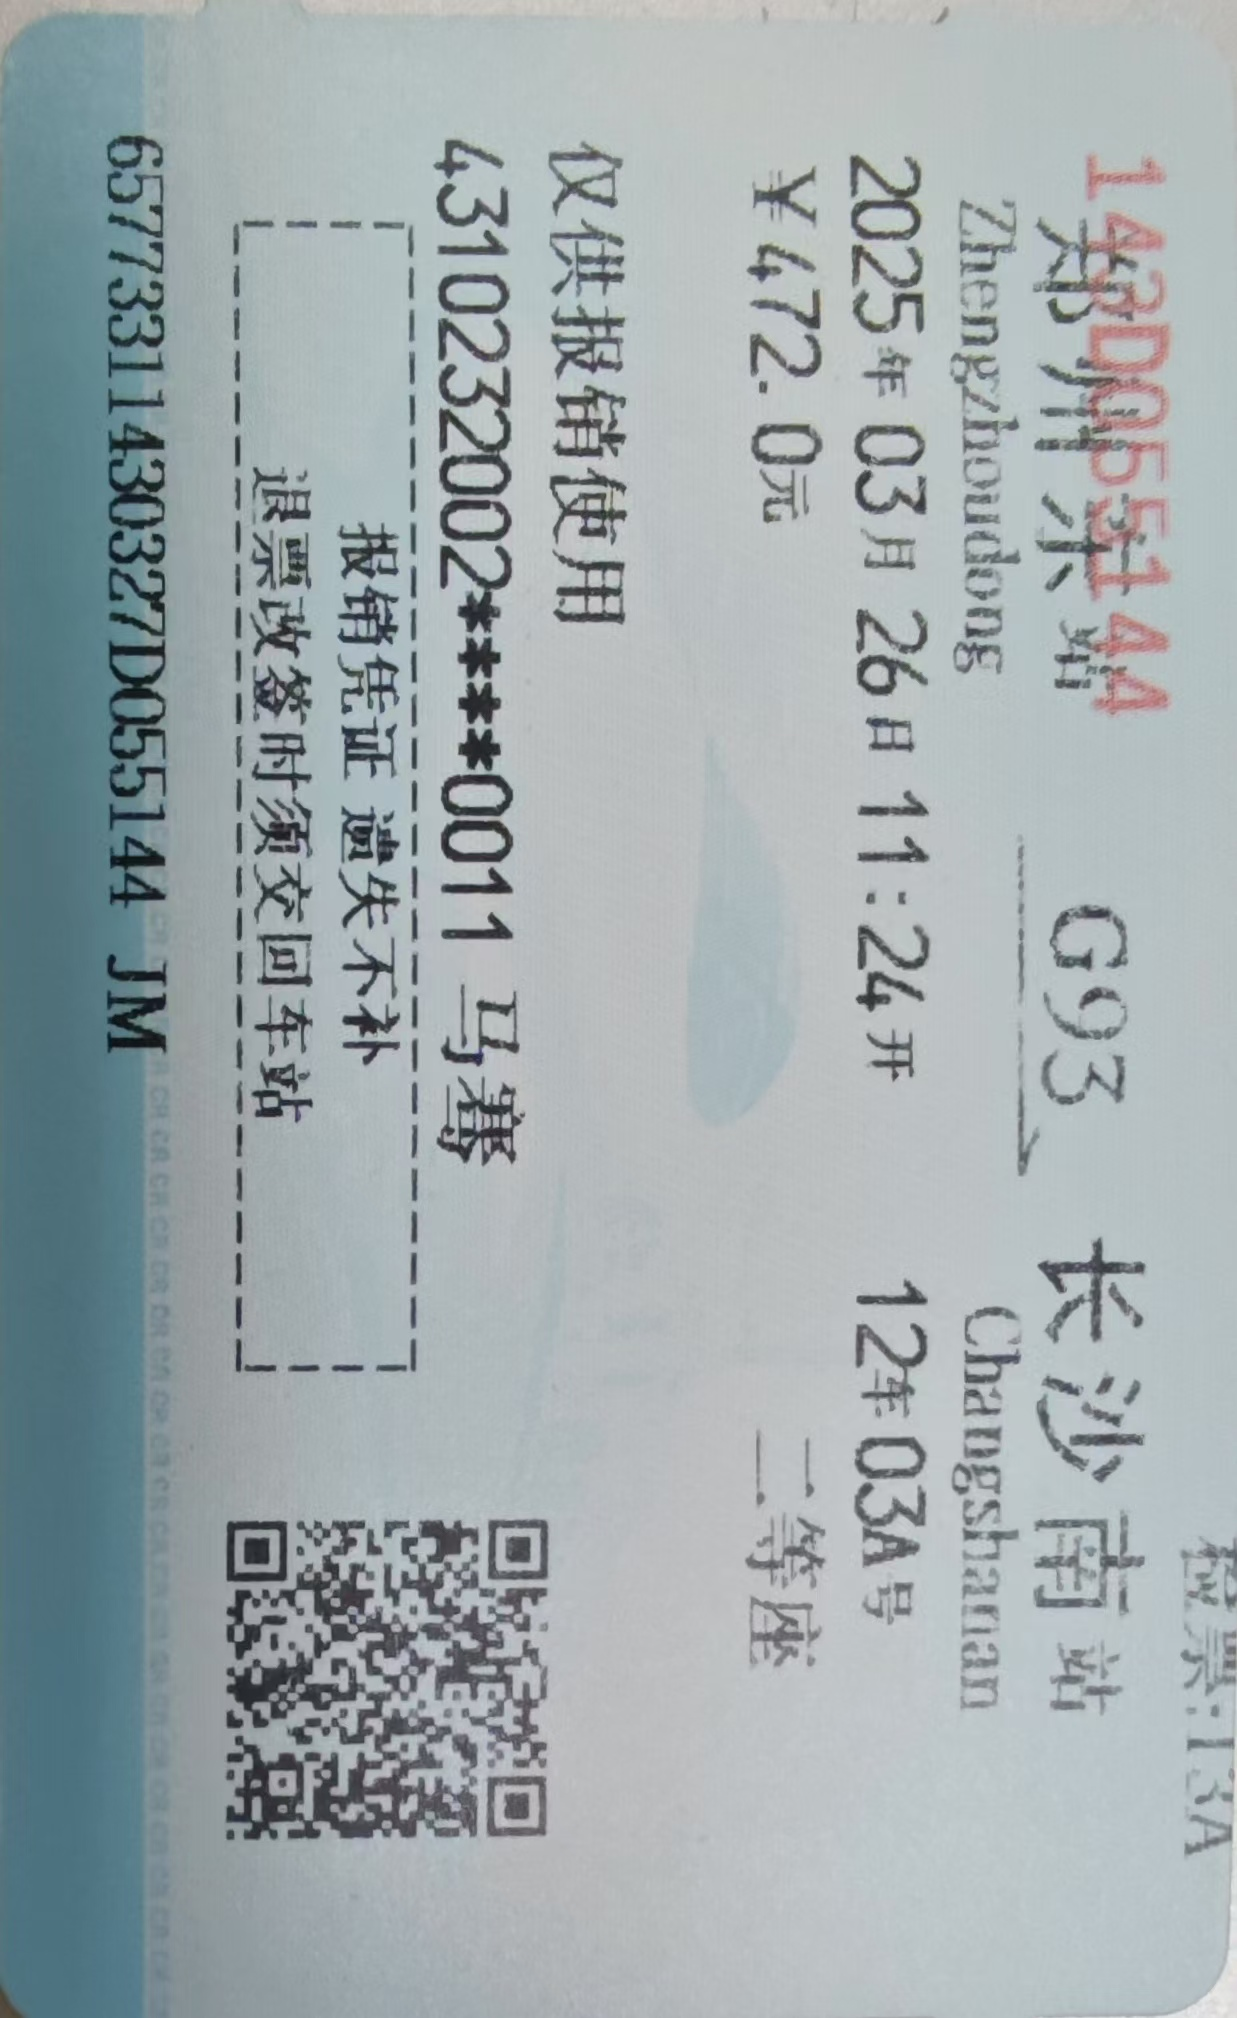 143D055144
检票:13A
郑州东站 G93 长沙南站
Zhengzhoudong Changshanan
2025年03月26日11:24开 12车03A号
￥472.0元 二等座
仅供报销使用
4310232002****0011 马骞
报销凭证 遗失不补
退票改签时须交回车站
65773311430327D055144 JM